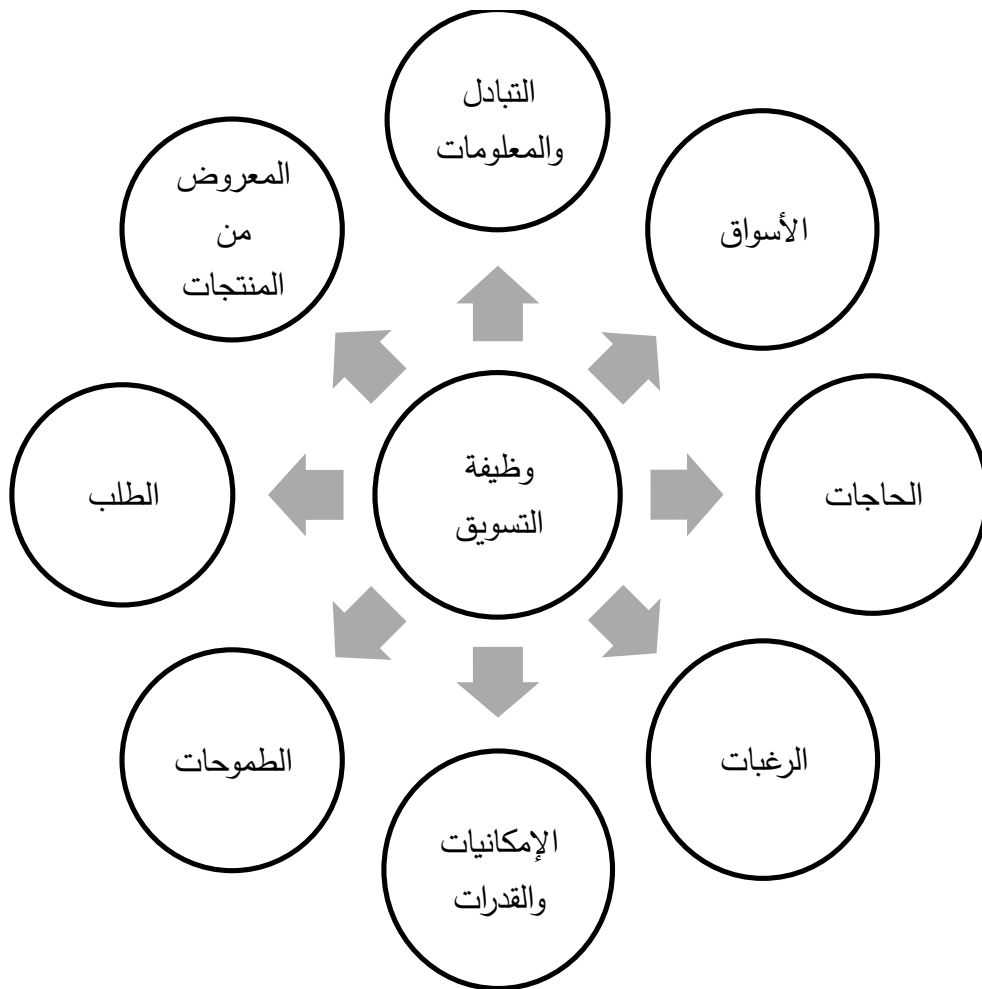 التبادل
والمعلومات
الأسواق
المعروض
من
المنتجات
وظيفة
التسويق
الحاجات
الطلب
الرغبات
الطموحات
الإمكانيات
والقدرات